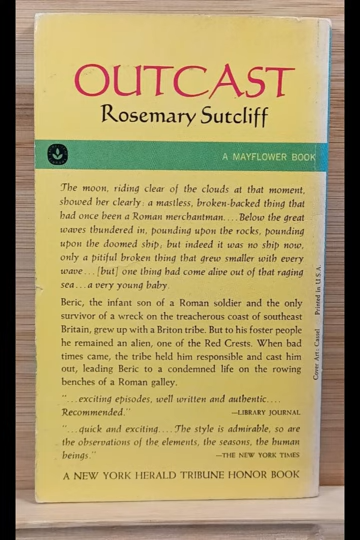 OUTCAST
Rosemary Sutcliff
A MAYFLOWER BOOK
The moon, riding clear of the clouds at that moment,
showed her clearly; a mastless, broken-backed thing that
had once been a Roman merchantman.... Below the great
waves thundered in, pounding upon the rocks, pounding
upon the doomed ship; but indeed it was no ship now,
only a pitiful broken thing that grew smaller with every
wave... [but] one thing had come alive out of that raging
sea... a very young baby.
Beric, the infant son of a Roman soldier and the only
survivor of a wreck on the treacherous coast of southeast
Britain, grew up with a Briton tribe. But to his foster people
he remained an alien, one of the Red Crests. When bad
times came, the tribe held him responsible and cast him
out, leading Beric to a condemned life on the rowing
benches of a Roman galley.
"...exciting episodes, well written and authentic....
Recommended."
—LIBRARY JOURNAL
"...quick and exciting.... The style is admirable, so are
the observations of the elements, the seasons, the human
beings."
—THE NEW YORK TIMES
A NEW YORK HERALD TRIBUNE HONOR BOOK
Cover Art: Cassel
Printed in U.S.A.